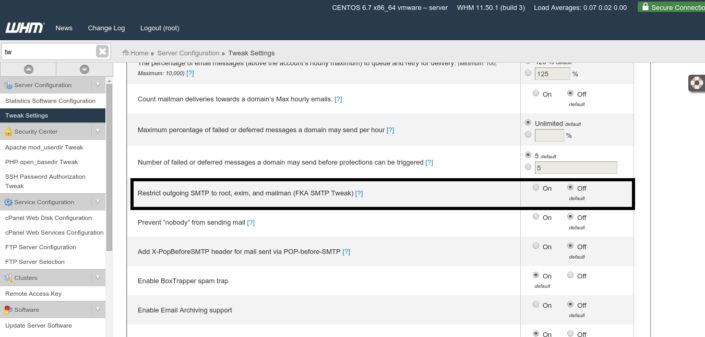 CENTOS 6.7 x86_64 vmware – server WHM 11.50.1 (build 3) Load Averages: 0.07 0.02 0.00 Secure Connectio
WHM News Change Log Logout (root)
tw
Home » Server Configuration » Tweak Settings
The percentage of email messages (above the account's hourly maximum) to queue and retry for delivery. (Minimum: 100;
Maximum: 10,000) [?]
125 %
Server Configuration
Statistics Software Configuration
Tweak Settings
Security Center
Apache mod_userdir Tweak
PHP open_basedir Tweak
SSH Password Authorization
Tweak
Service Configuration
cPanel Web Disk Configuration
cPanel Web Services Configuration
FTP Server Configuration
FTP Server Selection
Clusters
Remote Access Key
Software
Update Server Software
Count mailman deliveries towards a domain's Max hourly emails. [?]
On Off
default
Maximum percentage of failed or deferred messages a domain may send per hour [?]
Unlimited default
%
Number of failed or deferred messages a domain may send before protections can be triggered [?]
5 default
5
Restrict outgoing SMTP to root, exim, and mailman (FKA SMTP Tweak) [?]
On Off
default
Prevent "nobody" from sending mail [?]
On Off
default
Add X-PopBeforeSMTP header for mail sent via POP-before-SMTP [?]
On Off
default
Enable BoxTrapper spam trap
On Off
default
Enable Email Archiving support
On Off
default
On Off